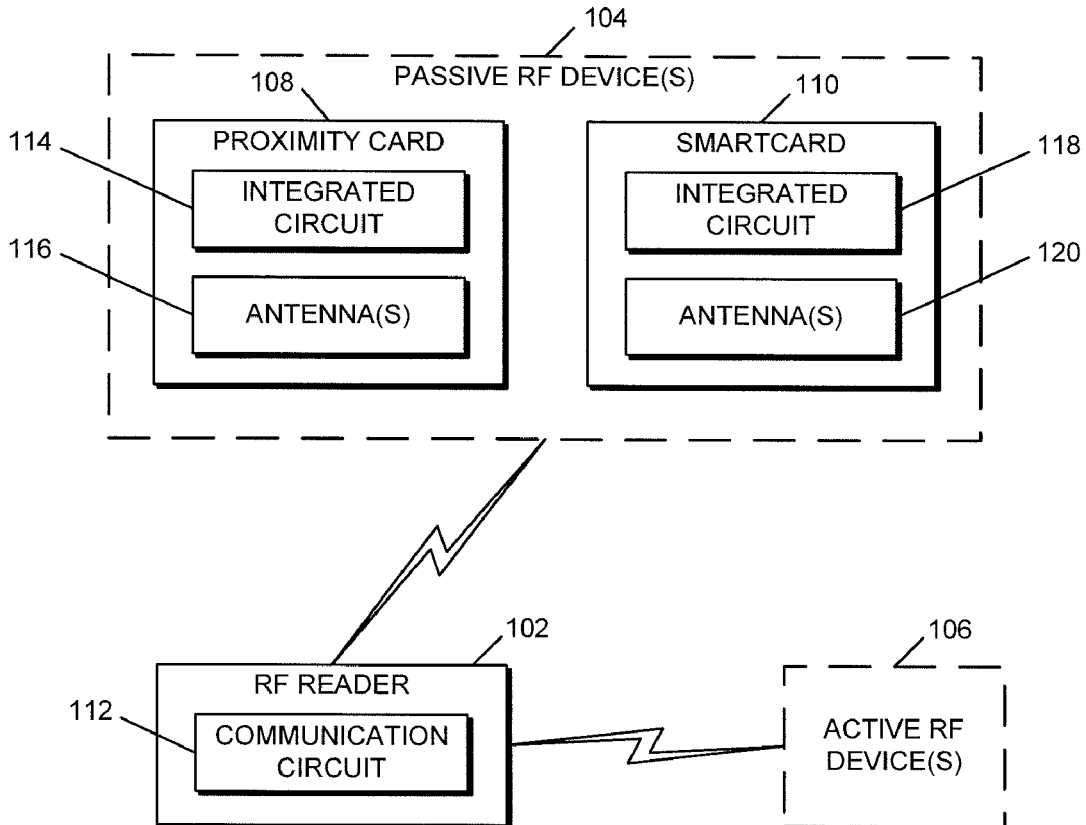 104
PASSIVE RF DEVICE(S)
108
110
114
PROXIMITY CARD
SMARTCARD
118
INTEGRATED
CIRCUIT
INTEGRATED
CIRCUIT
116
120
ANTENNA(S)
ANTENNA(S)
102
106
RF READER
112
COMMUNICATION
CIRCUIT
ACTIVE RF
DEVICE(S)